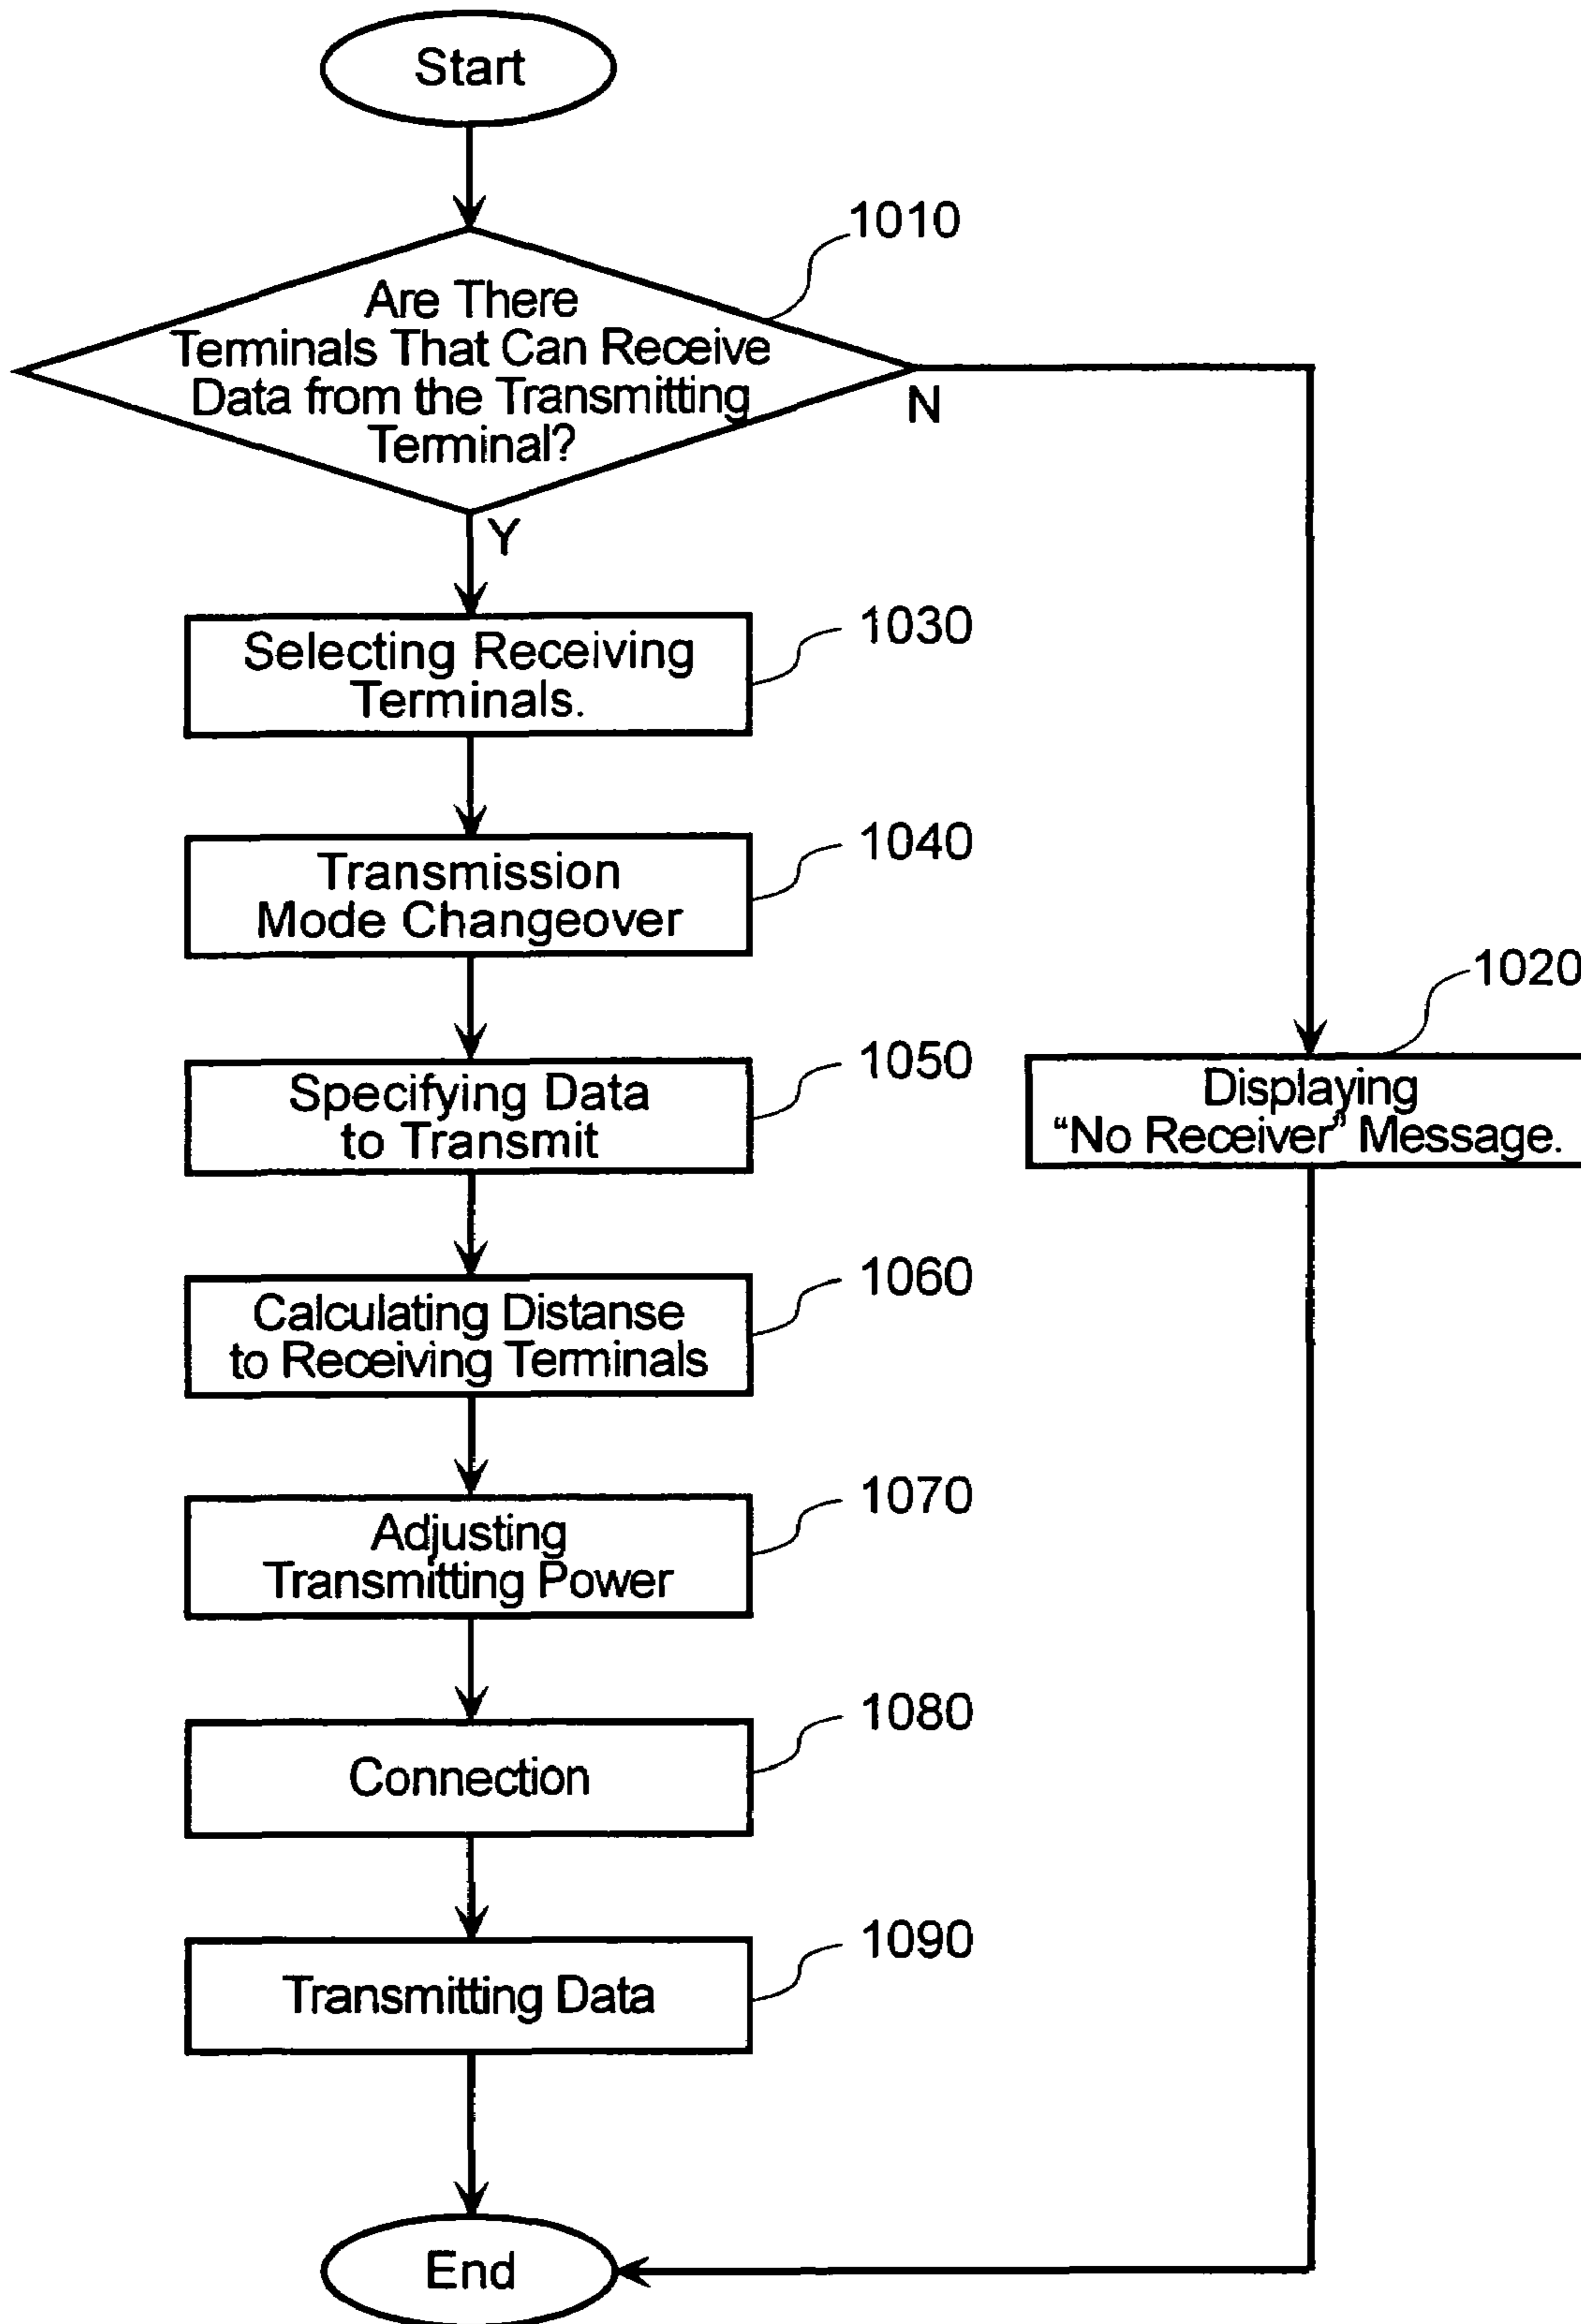 Start
1010
Are There
Terminals That Can Receive
Data from the Transmitting
Terminal?
N
Y
1030
Selecting Receiving
Terminals.
1040
Transmission
Mode Changeover
1020
1050
Specifying Data
to Transmit
Displaying
“No Receiver” Message.
1060
Calculating Distanse
to Receiving Terminals
1070
Adjusting
Transmitting Power
1080
Connection
1090
Transmitting Data
End